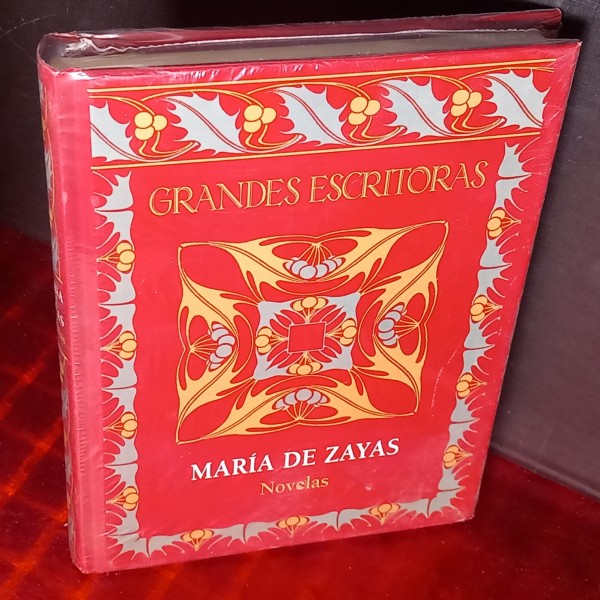 GRANDES ESCRITORAS
MARÍA DE ZAYAS
Novelas